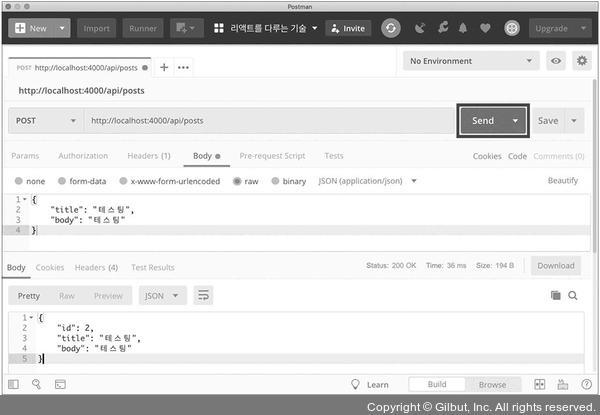 Postman
New
Import
Runner
리액트를 다루는 기술
Invite
Upgrade
POST http://localhost:4000/api/posts
No Environment
http://localhost:4000/api/posts
POST
http://localhost:4000/api/posts
Send
Save
Params
Authorization
Headers (1)
Body
Pre-request Script
Tests
Cookies
Code
Comments (0)
none
form-data
x-www-form-urlencoded
raw
binary
JSON (application/json)
Beautify
1 {
2 "title": "테스팅",
3 "body": "테스팅"
4 }
Body
Cookies
Headers (4)
Test Results
Status: 200 OK
Time: 36 ms
Size: 194 B
Download
Pretty
Raw
Preview
JSON
1 {
2 "id": 2,
3 "title": "테스팅",
4 "body": "테스팅"
5 }
Learn
Build
Browse
Copyright © Gilbut, Inc. All rights reserved.